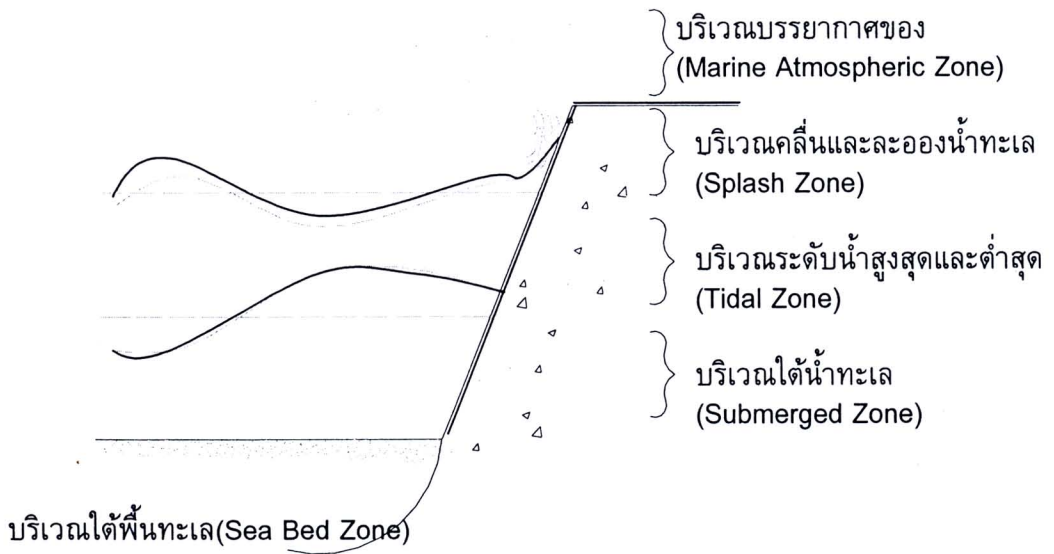 บริเวณบรรยากาศของ
(Marine Atmospheric Zone)
บริเวณคลื่นและละอองน้ำทะเล
(Splash Zone)
บริเวณระดับน้ำสูงสุดและต่ำสุด
(Tidal Zone)
บริเวณใต้น้ำทะเล
(Submerged Zone)
บริเวณใต้พื้นทะเล(Sea Bed Zone)